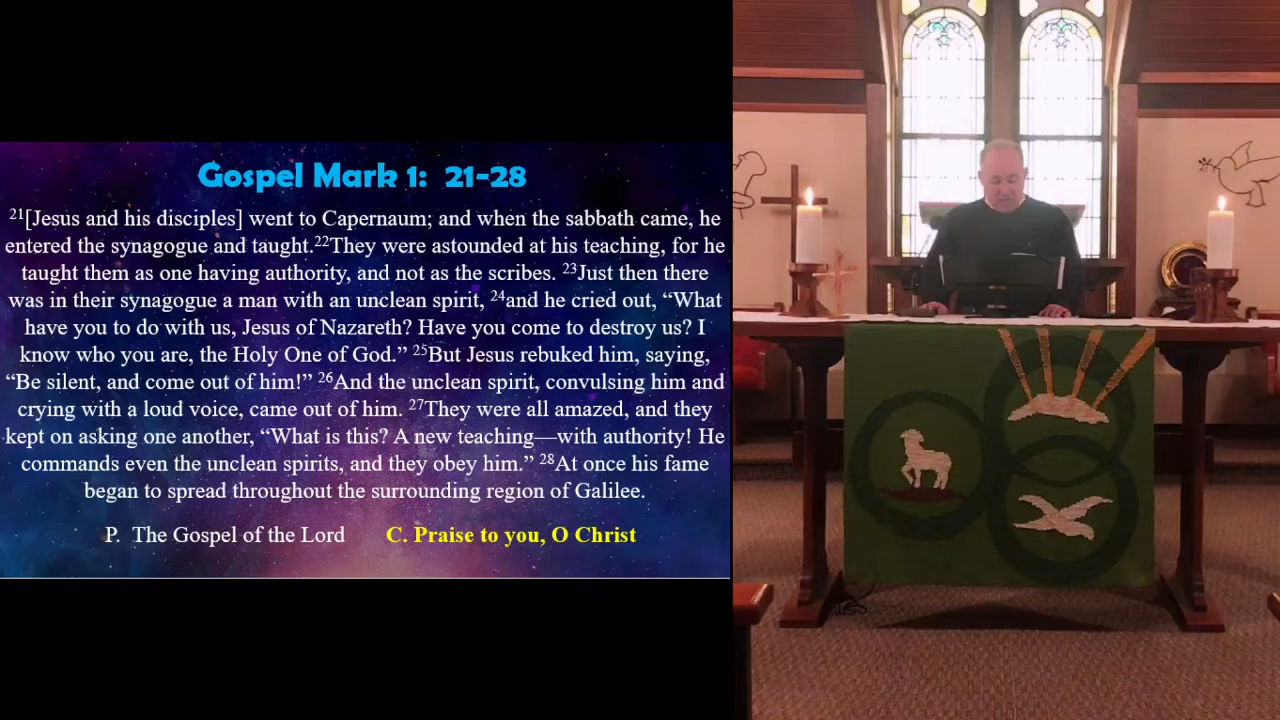 Gospel Mark 1: 21-28
21[Jesus and his disciples] went to Capernaum; and when the sabbath came, he
entered the synagogue and taught.22They were astounded at his teaching, for he
taught them as one having authority, and not as the scribes. 23Just then there
was in their synagogue a man with an unclean spirit, 24and he cried out, “What
have you to do with us, Jesus of Nazareth? Have you come to destroy us? I
know who you are, the Holy One of God.” 25But Jesus rebuked him, saying,
“Be silent, and come out of him!” 26And the unclean spirit, convulsing him and
crying with a loud voice, came out of him. 27They were all amazed, and they
kept on asking one another, “What is this? A new teaching—with authority! He
commands even the unclean spirits, and they obey him.” 28At once his fame
began to spread throughout the surrounding region of Galilee.
P. The Gospel of the Lord C. Praise to you, O Christ